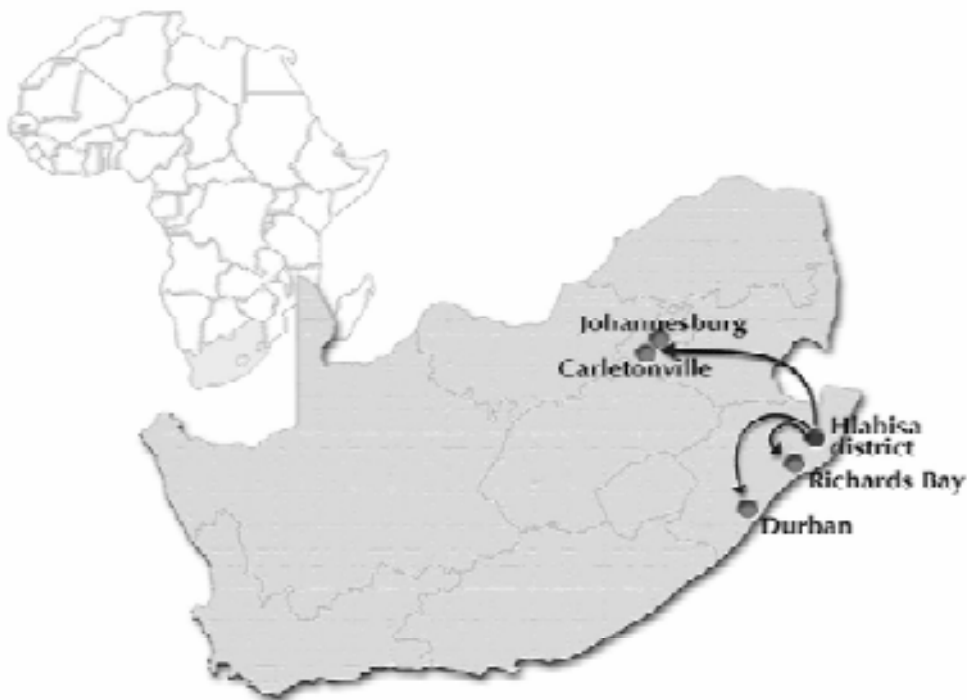 Johannesburg
Carletonville
Hlabisa
district
Richards Bay
Durban